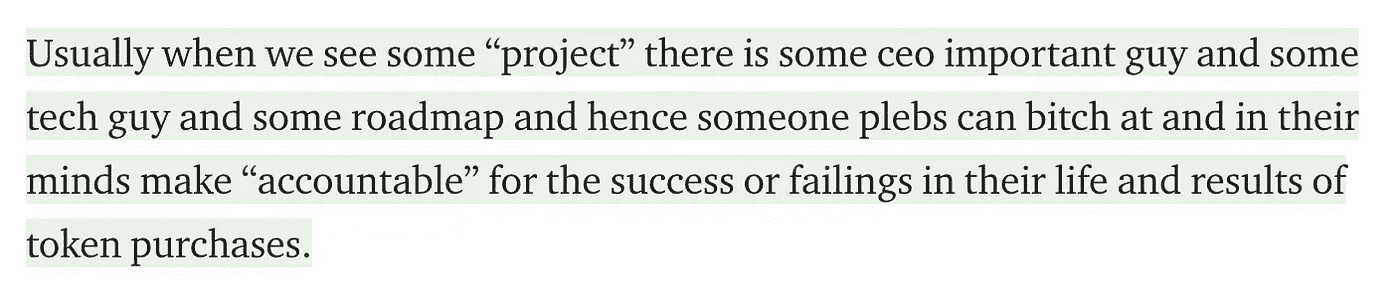 Usually when we see some “project” there is some ceo important guy and some
tech guy and some roadmap and hence someone plebs can bitch at and in their
minds make “accountable” for the success or failings in their life and results of
token purchases.